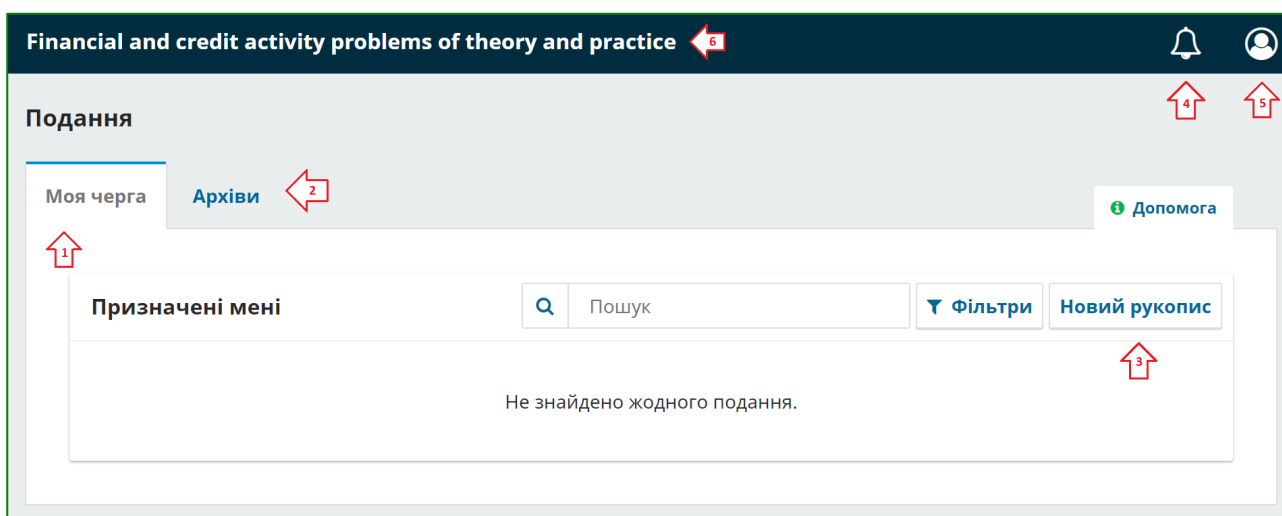 Financial and credit activity problems of theory and practice 6
4 5
Подання
Моя черга Архіви 2
Допомога
1
Призначені мені Пошук Фільтри Новий рукопис
3
Не знайдено жодного подання.